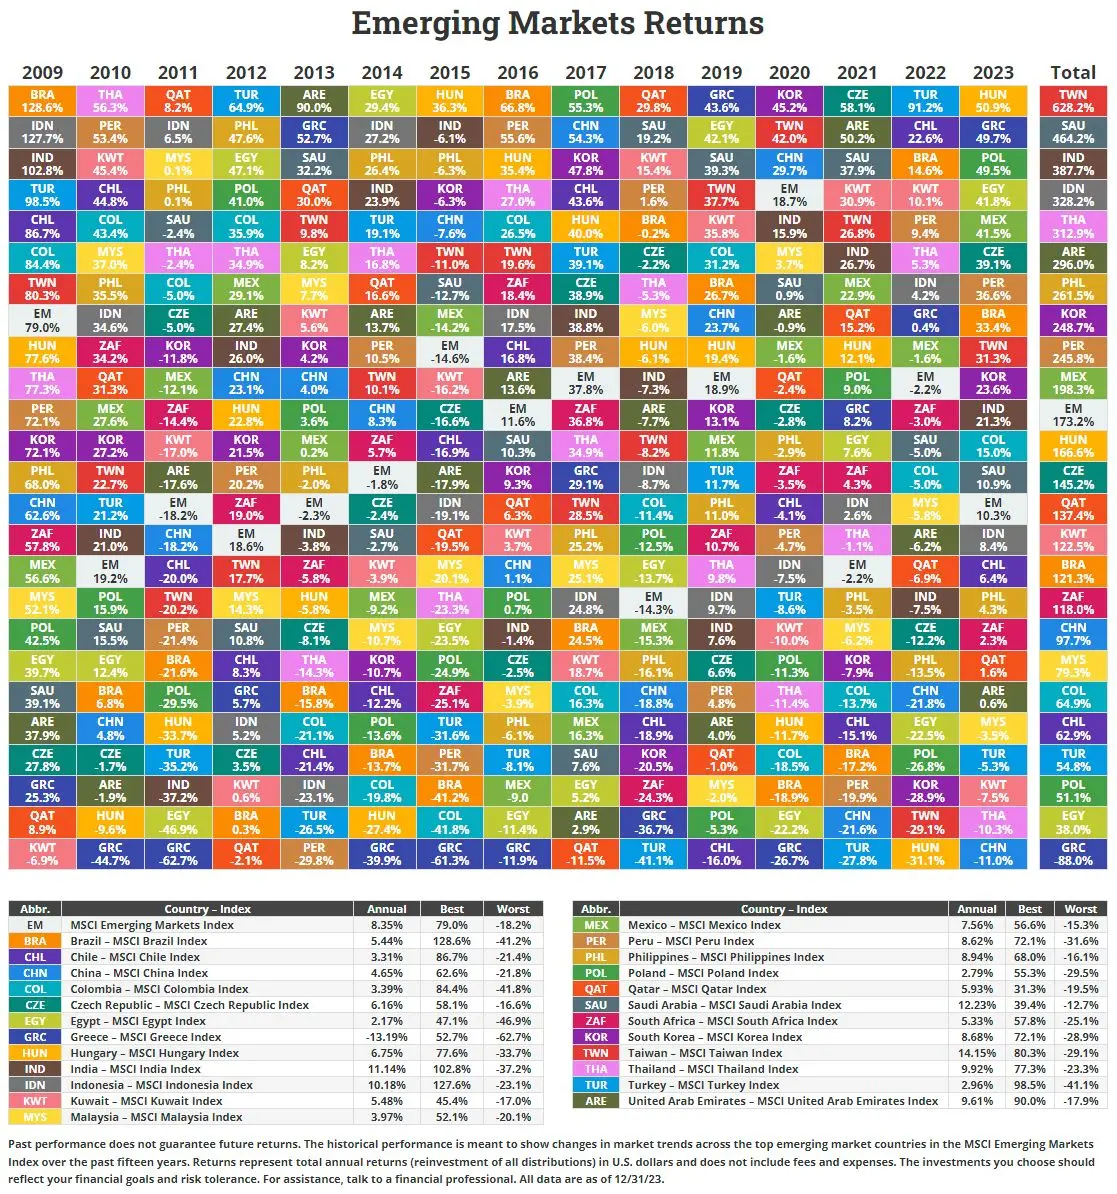 Emerging Markets Returns
2009 2010 2011 2012 2013 2014 2015 2016 2017 2018 2019 2020 2021 2022 2023 Total
BRA THA QAT TUR ARE EGY HUN BRA POL QAT GRC KOR CZE TUR HUN TWN
128.6% 56.3% 8.2% 64.9% 90.0% 29.4% 36.3% 66.8% 55.3% 29.8% 43.6% 45.2% 58.1% 91.2% 50.9% 628.2%
IDN PER IDN PHL GRC IDN IND PER CHN SAU EGY TWN ARE CHL GRC SAU
127.7% 53.4% 6.5% 47.6% 52.7% 27.2% -6.1% 55.6% 54.3% 19.2% 42.1% 42.0% 50.2% 22.6% 49.7% 464.2%
IND KWT MYS EGY SAU PHL PHL HUN KOR KWT SAU CHN SAU BRA POL IND
102.8% 45.4% 0.1% 47.1% 32.2% 26.4% -6.3% 35.4% 47.8% 15.4% 39.3% 29.7% 37.9% 14.6% 49.5% 387.7%
TUR CHL PHL POL QAT IND KOR THA CHL PER TWN EM KWT KWT EGY IDN
98.5% 44.8% 0.1% 41.0% 30.0% 23.9% -6.3% 27.0% 43.6% 1.6% 37.7% 18.7% 30.9% 10.1% 41.8% 328.2%
CHL COL SAU COL TWN TUR CHN COL HUN BRA KWT IND TWN PER MEX THA
86.7% 43.4% -2.4% 35.9% 9.8% 19.1% -7.6% 26.5% 40.0% -0.2% 35.8% 15.9% 26.8% 9.4% 41.5% 312.9%
COL MYS THA THA EGY THA TWN TWN TUR CZE COL MYS IND THA CZE ARE
84.4% 37.0% -2.4% 34.9% 8.2% 16.8% -11.0% 19.6% 39.1% -2.2% 31.2% 3.7% 26.7% 5.3% 39.1% 296.0%
TWN PHL COL MEX MYS QAT SAU ZAF CZE THA BRA SAU MEX IDN PER PHL
80.3% 35.5% -5.0% 29.1% 7.7% 16.6% -12.7% 18.4% 38.9% -5.3% 26.7% 0.9% 22.9% 4.2% 36.6% 261.5%
EM IDN CZE ARE KWT ARE MEX IDN IND MYS CHN ARE QAT GRC BRA KOR
79.0% 34.6% -5.0% 27.4% 5.6% 13.7% -14.2% 17.5% 38.8% -6.0% 23.7% -0.9% 15.2% 0.4% 33.4% 248.7%
HUN ZAF KOR IND KOR PER EM CHL PER HUN HUN MEX HUN MEX TWN PER
77.6% 34.2% -11.8% 26.0% 4.2% 10.5% -14.6% 16.8% 38.4% -6.1% 19.4% -1.6% 12.1% -1.6% 31.3% 245.8%
THA QAT MEX CHN CHN TWN KWT ARE EM IND EM QAT POL EM KOR MEX
77.3% 31.3% -12.1% 23.1% 4.0% 10.1% -16.2% 13.6% 37.8% -7.3% 18.9% -2.4% 9.0% -2.2% 23.6% 198.3%
PER MEX ZAF HUN POL CHN CZE EM ZAF ARE KOR CZE GRC ZAF IND EM
72.1% 27.6% -14.4% 22.8% 3.6% 8.3% -16.6% 11.6% 36.8% -7.7% 13.1% -2.8% 8.2% -3.0% 21.3% 173.2%
KOR KOR KWT KOR MEX ZAF CHL SAU THA TWN MEX PHL EGY SAU COL HUN
72.1% 27.2% -17.0% 21.5% 0.2% 5.7% -16.9% 10.3% 34.9% -8.2% 11.8% -2.9% 7.6% -5.0% 15.0% 166.6%
PHL TWN ARE PER PHL EM ARE KOR GRC IDN TUR ZAF ZAF COL SAU CZE
68.0% 22.7% -17.6% 20.2% -2.0% -1.8% -17.9% 9.3% 29.1% -8.7% 11.7% -3.5% 4.3% -5.0% 10.9% 145.2%
CHN TUR EM ZAF EM CZE IDN QAT TWN COL PHL CHL IDN MYS EM QAT
62.6% 21.2% -18.2% 19.0% -2.3% -2.4% -19.1% 6.3% 28.5% -11.4% 11.0% -4.1% 2.6% 5.8% 10.3% 137.4%
ZAF IND CHN EM IND SAU QAT KWT PHL POL ZAF PER THA ARE IDN KWT
57.8% 21.0% -18.2% 18.6% -3.8% -2.7% -19.5% 3.7% 25.2% -12.5% 10.7% -4.7% -1.1% -6.2% 8.4% 122.5%
MEX EM CHL TWN ZAF KWT MYS CHN MYS EGY THA IDN EM QAT CHL BRA
56.6% 19.2% -20.0% 17.7% -5.8% -3.9% -20.1% 1.1% 25.1% -13.7% 9.8% -7.5% -2.2% -6.9% 6.4% 121.3%
MYS POL TWN MYS HUN MEX THA POL IDN EM IDN TUR PHL IND PHL ZAF
52.1% 15.9% -20.2% 14.3% -5.8% -9.2% -23.3% 0.7% 24.8% -14.3% 9.7% -8.6% -3.5% -7.5% 4.3% 118.0%
POL SAU PER SAU CZE MYS EGY IND BRA MEX IND KWT MYS CZE ZAF CHN
42.5% 15.5% -21.4% 10.8% -8.1% -10.7% -23.5% -1.4% 24.5% -15.3% 7.6% -10.0% -6.2% -12.2% 2.3% 97.7%
EGY EGY BRA CHL THA KOR POL CZE KWT PHL CZE POL KOR PHL QAT MYS
39.7% 12.4% -21.6% 8.3% -14.3% -10.7% -24.9% -2.5% 18.7% -16.1% 6.6% -11.3% -7.9% -13.5% 1.6% 79.3%
SAU BRA POL GRC BRA CHL ZAF MYS COL CHN PER THA COL CHN ARE COL
39.1% 6.8% -29.5% 5.7% -15.8% -12.2% -25.1% -3.9% 16.3% -18.8% 4.8% -11.4% -13.7% -21.8% 0.6% 64.9%
ARE CHN HUN IDN COL POL TUR PHL MEX CHL ARE HUN CHL EGY MYS CHL
37.9% 4.8% -33.7% 5.2% -21.1% -13.6% -31.6% -6.1% 16.3% -18.9% 4.0% -11.7% -15.1% -22.5% 3.5% 62.9%
CZE CZE TUR CZE CHL BRA PER TUR SAU KOR QAT COL BRA POL TUR TUR
27.8% -1.7% -35.2% 3.5% -21.4% -13.7% -31.7% -8.1% 7.6% -20.5% -1.0% -18.5% -17.2% -26.8% -5.3% 54.8%
GRC ARE IND KWT IDN COL BRA MEX EGY ZAF MYS BRA PER KOR KWT POL
25.3% -1.9% -37.2% 0.6% -23.1% -19.8% -41.2% -9.0 5.2% -24.3% -2.0% -18.9% -19.9% -28.9% -7.5% 51.1%
QAT HUN EGY BRA TUR HUN COL EGY ARE GRC POL EGY CHN TWN THA EGY
8.9% -9.6% -46.9% 0.3% -26.5% -27.4% -41.8% -11.4% 2.9% -36.7% -5.3% -22.2% -21.6% -29.1% -10.3% 38.0%
KWT GRC GRC QAT PER GRC GRC GRC QAT TUR CHL GRC TUR HUN CHN GRC
-6.9% -44.7% -62.7% -2.1% -29.8% -39.9% -61.3% -11.9% -11.5% -41.1% -16.0% -26.7% -27.8% -31.1% -11.0% -88.0%
Abbr. Country – Index Annual Best Worst
EM MSCI Emerging Markets Index 8.35% 79.0% -18.2%
BRA Brazil – MSCI Brazil Index 5.44% 128.6% -41.2%
CHL Chile – MSCI Chile Index 3.31% 86.7% -21.4%
CHN China – MSCI China Index 4.65% 62.6% -21.8%
COL Colombia – MSCI Colombia Index 3.39% 84.4% -41.8%
CZE Czech Republic – MSCI Czech Republic Index 6.16% 58.1% -16.6%
EGY Egypt – MSCI Egypt Index 2.17% 47.1% -46.9%
GRC Greece – MSCI Greece Index -13.19% 52.7% -62.7%
HUN Hungary – MSCI Hungary Index 6.75% 77.6% -33.7%
IND India – MSCI India Index 11.14% 102.8% -37.2%
IDN Indonesia – MSCI Indonesia Index 10.18% 127.6% -23.1%
KWT Kuwait – MSCI Kuwait Index 5.48% 45.4% -17.0%
MYS Malaysia – MSCI Malaysia Index 3.97% 52.1% -20.1%
Abbr. Country – Index Annual Best Worst
MEX Mexico – MSCI Mexico Index 7.56% 56.6% -15.3%
PER Peru – MSCI Peru Index 8.62% 72.1% -31.6%
PHL Philippines – MSCI Philippines Index 8.94% 68.0% -16.1%
POL Poland – MSCI Poland Index 2.79% 55.3% -29.5%
QAT Qatar – MSCI Qatar Index 5.93% 31.3% -19.5%
SAU Saudi Arabia – MSCI Saudi Arabia Index 12.23% 39.4% -12.7%
ZAF South Africa – MSCI South Africa Index 5.33% 57.8% -25.1%
KOR South Korea – MSCI Korea Index 8.68% 72.1% -28.9%
TWN Taiwan – MSCI Taiwan Index 14.15% 80.3% -29.1%
THA Thailand – MSCI Thailand Index 9.92% 77.3% -23.3%
TUR Turkey – MSCI Turkey Index 2.96% 98.5% -41.1%
ARE United Arab Emirates – MSCI United Arab Emirates Index 9.61% 90.0% -17.9%
Past performance does not guarantee future returns. The historical performance is meant to show changes in market trends across the top emerging market countries in the MSCI Emerging Markets
Index over the past fifteen years. Returns represent total annual returns (reinvestment of all distributions) in U.S. dollars and does not include fees and expenses. The investments you choose should
reflect your financial goals and risk tolerance. For assistance, talk to a financial professional. All data are as of 12/31/23.